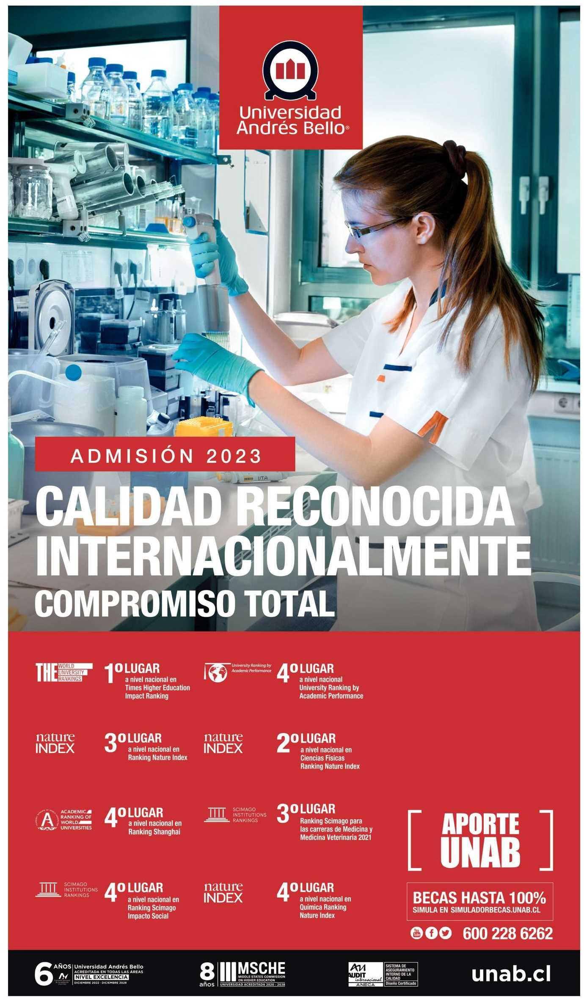 Universidad
Andrés Bello®
ADMISIÓN 2023
CALIDAD RECONOCIDA
INTERNACIONALMENTE
COMPROMISO TOTAL
THE WORLD
UNIVERSITY
RANKINGS
1º LUGAR
a nivel nacional en
Times Higher Education
Impact Ranking
University Ranking by
Academic Performance
4º LUGAR
a nivel nacional
University Ranking by
Academic Performance
nature
INDEX
3º LUGAR
a nivel nacional en
Ranking Nature Index
nature
INDEX
2º LUGAR
a nivel nacional en
Ciencias Físicas
Ranking Nature Index
ACADEMIC
RANKING OF
WORLD
UNIVERSITIES
4º LUGAR
a nivel nacional en
Ranking Shanghai
SCIMAGO
INSTITUTIONS
RANKINGS
3º LUGAR
Ranking Scimago para
las carreras de Medicina y
Medicina Veterinaria 2021
SCIMAGO
INSTITUTIONS
RANKINGS
4º LUGAR
a nivel nacional en
Ranking Scimago
Impacto Social
nature
INDEX
4º LUGAR
a nivel nacional en
Química Ranking
Nature Index
APORTE
UNAB
BECAS HASTA 100%
SIMULA EN SIMULADORBECAS.UNAB.CL
You
Tube
600 228 6262
6 AÑOS
Universidad Andrés Bello
ACREDITADA EN TODAS LAS ÁREAS
NIVEL EXCELENCIA
DICIEMBRE 2022 - DICIEMBRE 2028
8
años
MSCHE
MIDDLE STATES COMMISSION
ON HIGHER EDUCATION
UNIVERSIDAD ACREDITADA 2020 - 2028
AUDIT
internacional
ANECA
SISTEMA DE
ASEGURAMIENTO
INTERNO DE LA
CALIDAD
Diseño Certificado
unab.cl